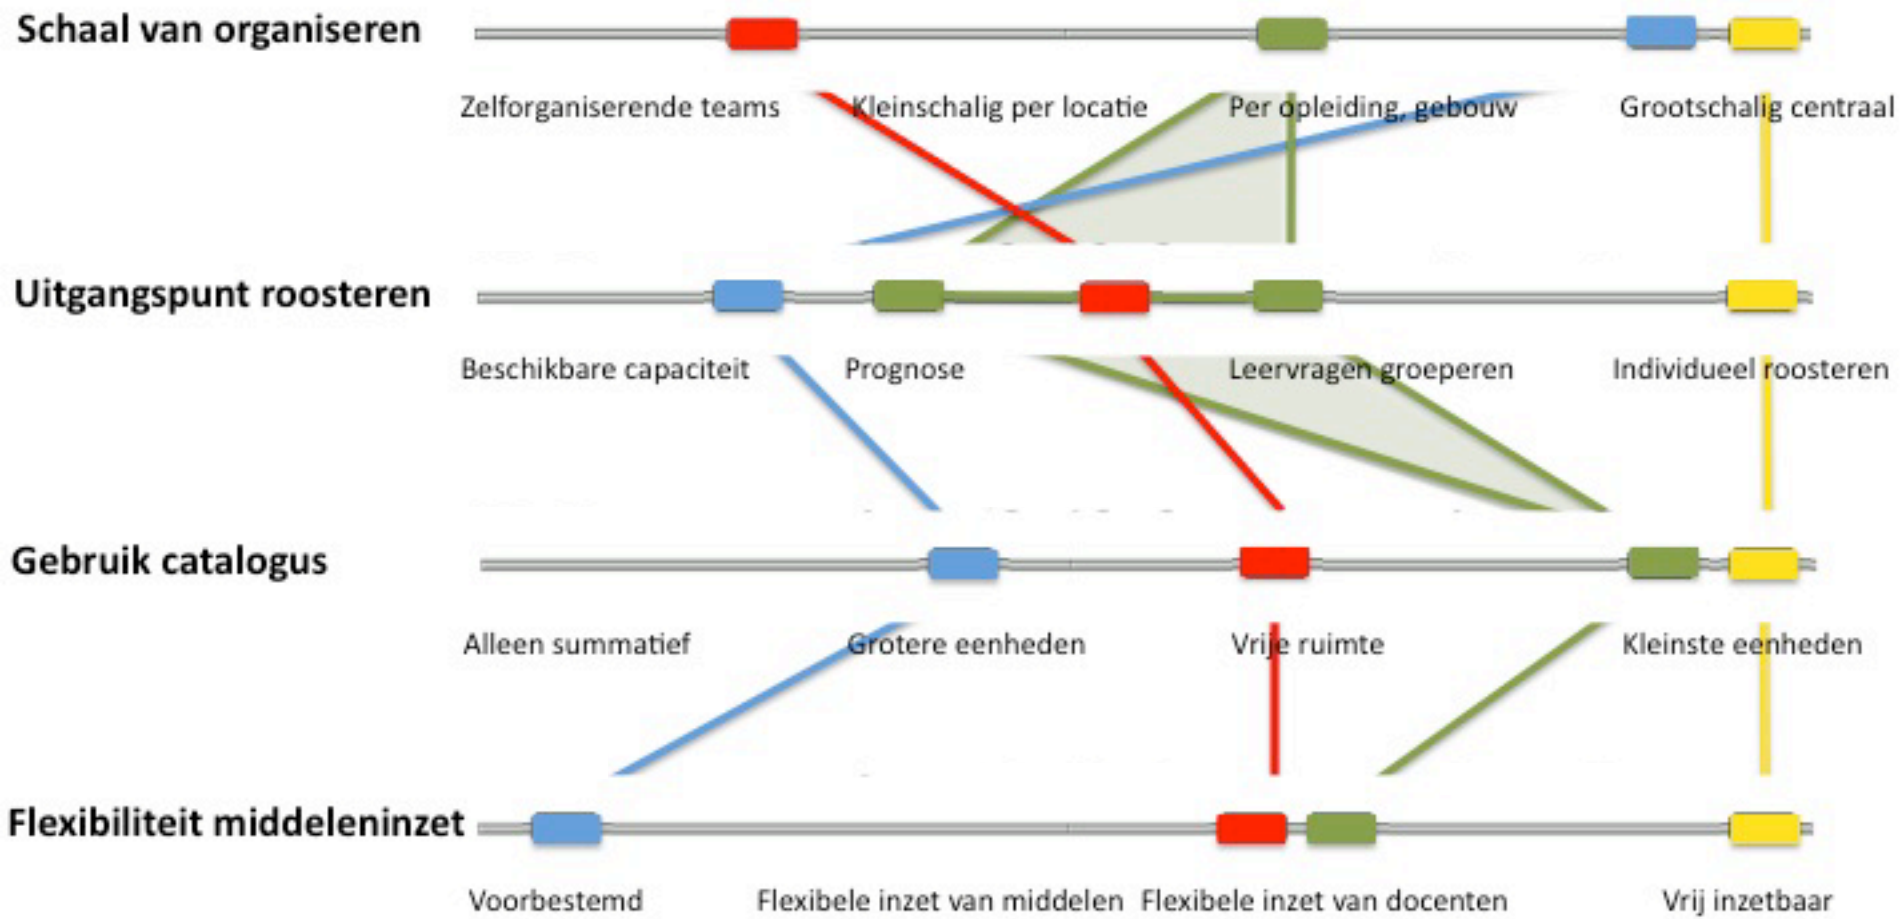 Schaal van organiseren
Zelforganiserende teams Kleinschalig per locatie Per opleiding, gebouw Grootschalig centraal
Uitgangspunt roosteren
Beschikbare capaciteit Prognose Leervragen groeperen Individueel roosteren
Gebruik catalogus
Alleen summatief Grotere eenheden Vrije ruimte Kleinste eenheden
Flexibiliteit middeleninzet
Voorbestemd Flexibele inzet van middelen Flexibele inzet van docenten Vrij inzetbaar